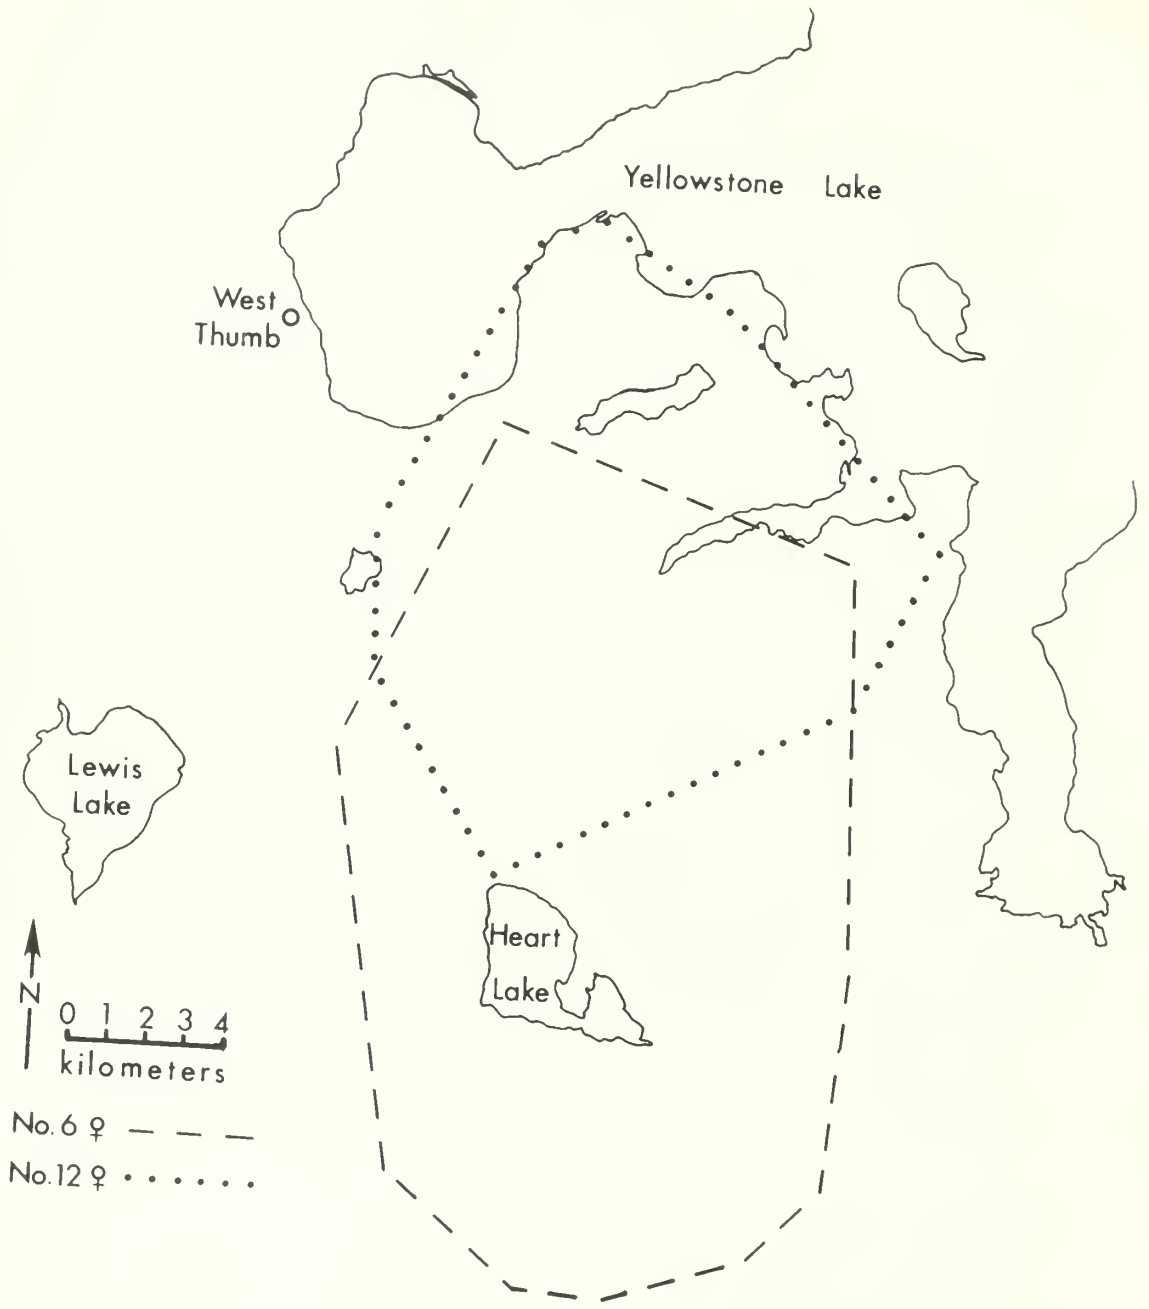 Yellowstone Lake
West
Thumb
Lewis
Lake
Heart
Lake
N
0 1 2 3 4
kilometers
No. 6 ♀
No. 12 ♀